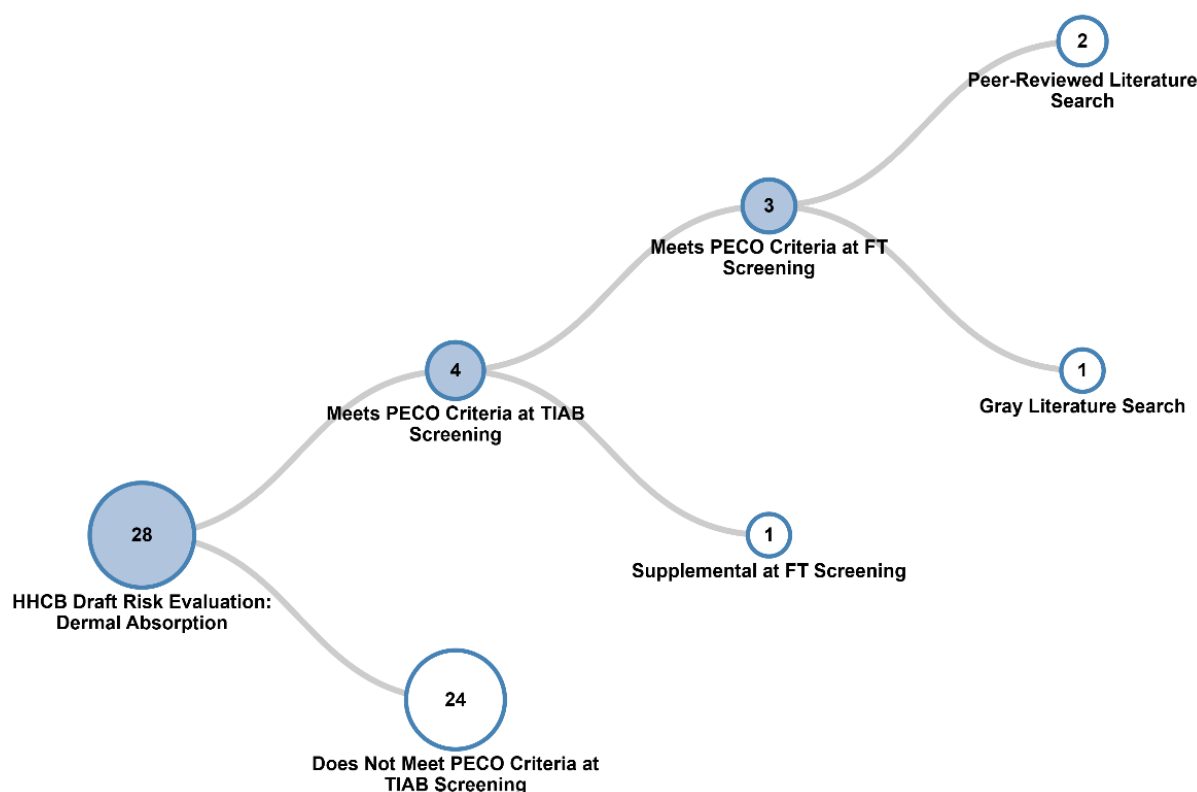 2
Peer-Reviewed Literature
Search
3
Meets PECO Criteria at FT
Screening
1
Gray Literature Search
4
Meets PECO Criteria at TIAB
Screening
1
Supplemental at FT Screening
28
HHCB Draft Risk Evaluation:
Dermal Absorption
24
Does Not Meet PECO Criteria at
TIAB Screening